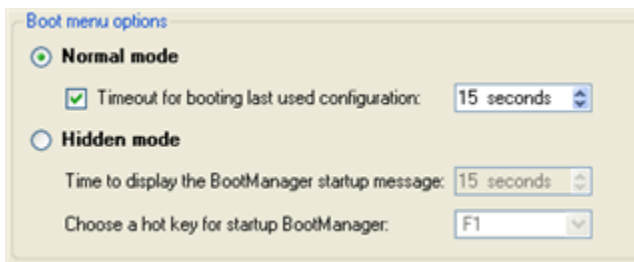 Boot menu options
Normal mode
Timeout for booting last used configuration: 15 seconds
Hidden mode
Time to display the BootManager startup message: 15 seconds
Choose a hot key for startup BootManager: F1